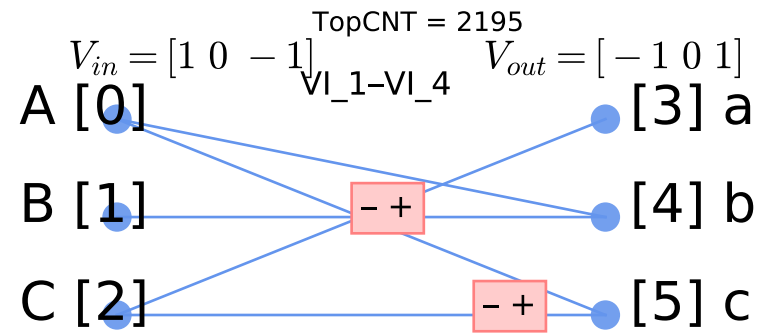 TopCNT = 2195
V_in = [1 0 − 1] V_out = [− 1 0 1]
VI_1–VI_4
A [0] [3] a
B [1] – + [4] b
C [2] – + [5] c